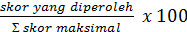 skor yang diperoleh
Σ skor maksimal
x 100